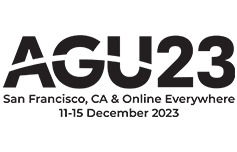 AGU23
San Francisco, CA & Online Everywhere
11-15 December 2023